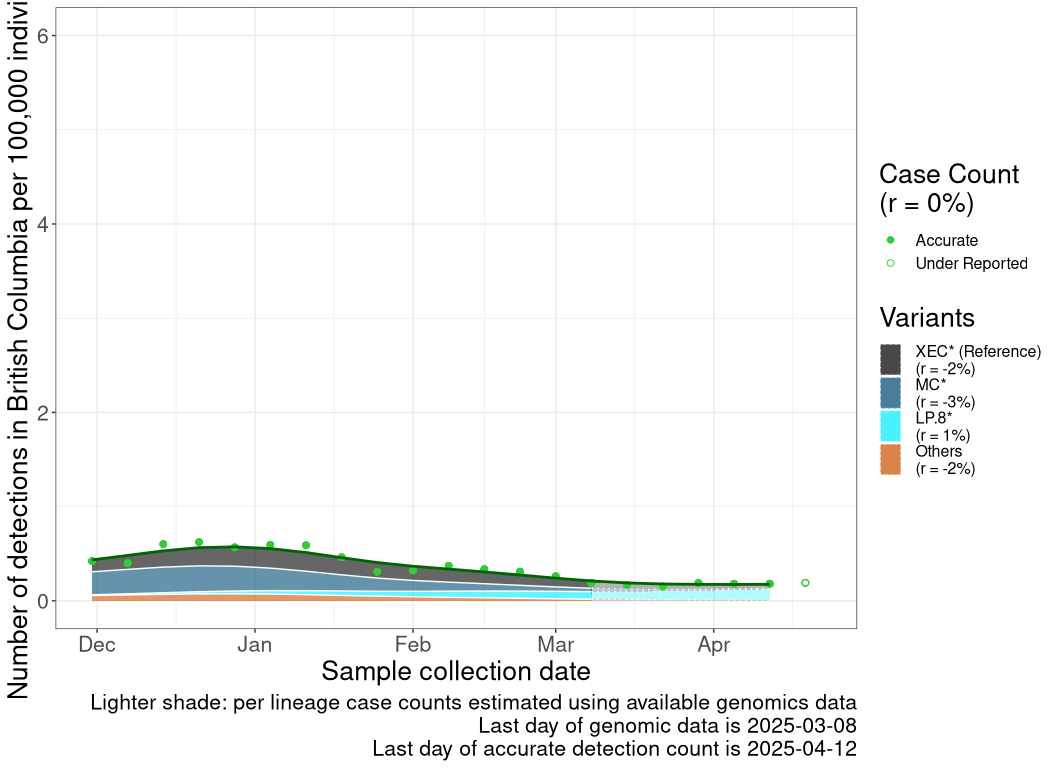 Number of detections in British Columbia per 100,000
6
4
2
0
Dec Jan Feb Mar Apr
Sample collection date
Lighter shade: per lineage case counts estimated using available genomics data
Last day of genomic data is 2025-03-08
Last day of accurate detection count is 2025-04-12
Case Count
(r = 0%)
Accurate
Under Reported
Variants
XEC* (Reference)
(r = -2%)
MC*
(r = -3%)
LP.8*
(r = 1%)
Others
(r = -2%)